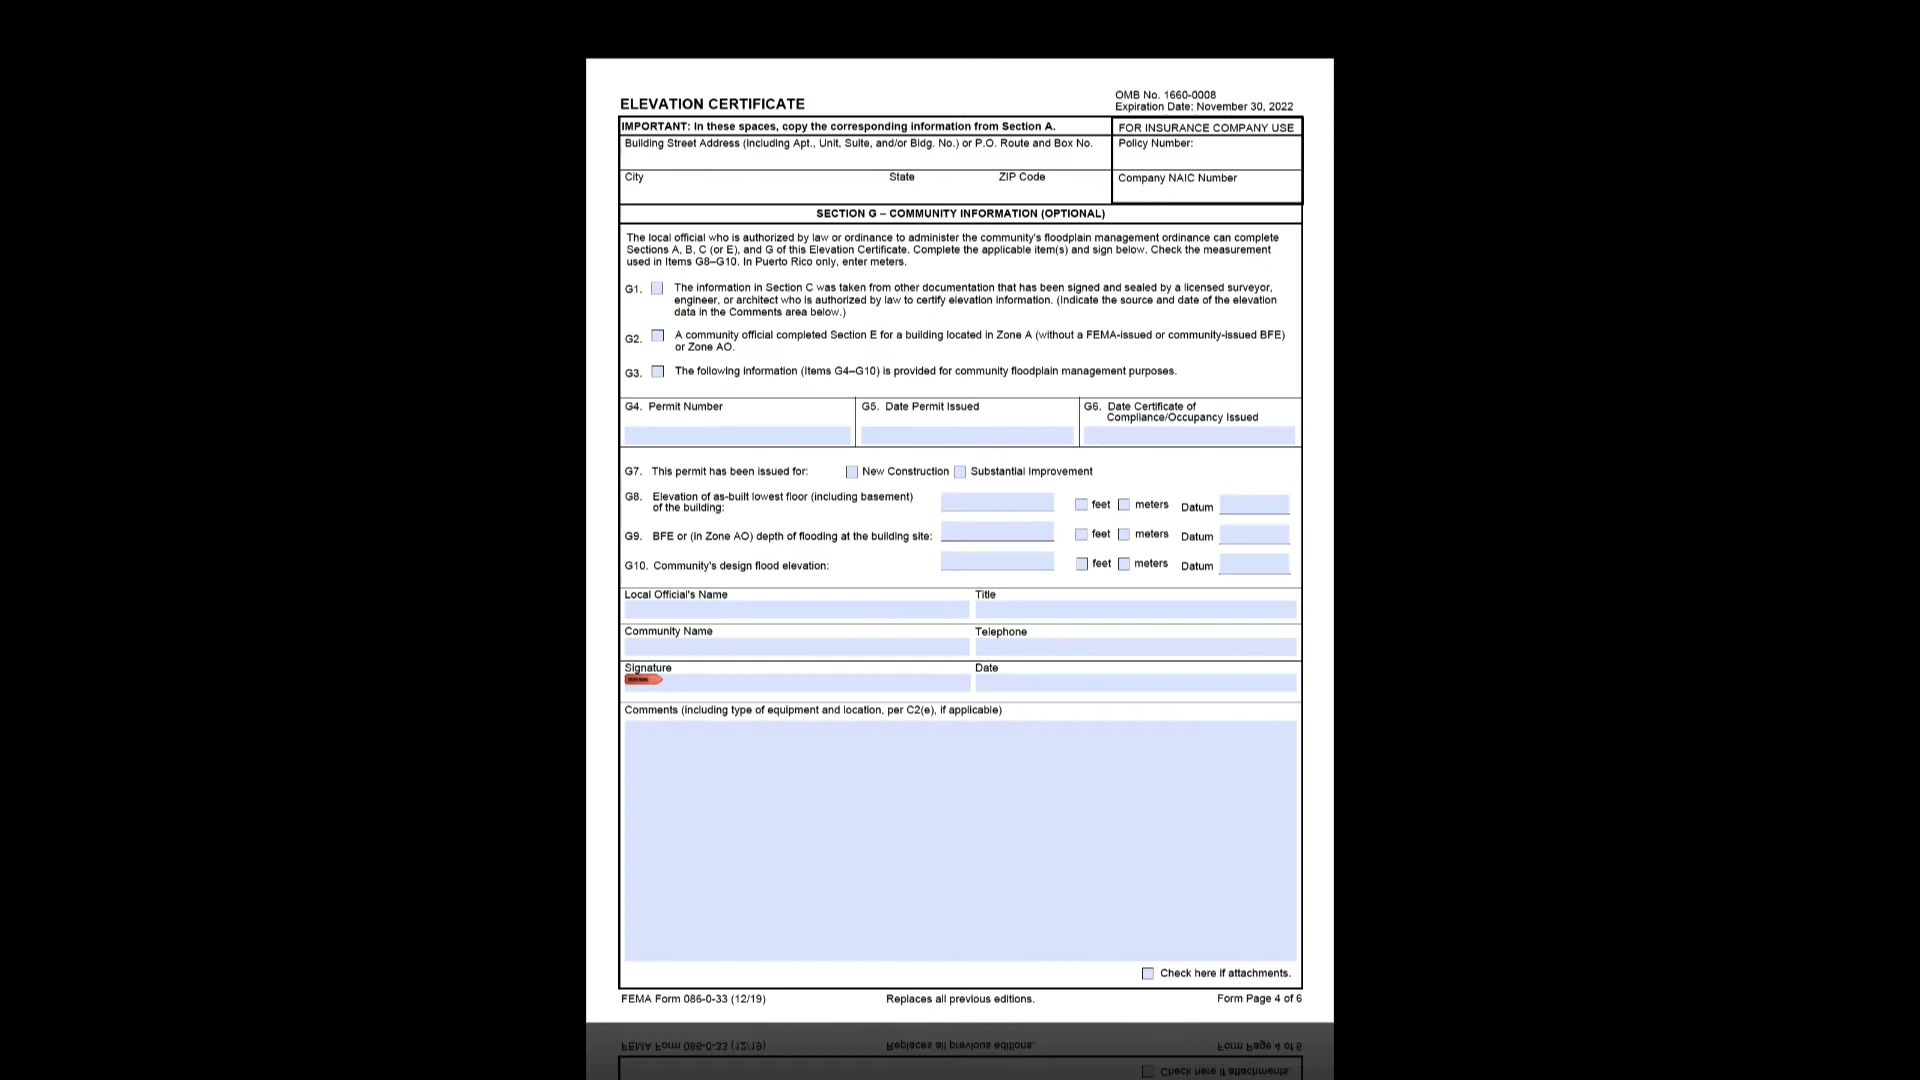 ELEVATION CERTIFICATE
OMB No. 1660-0008
Expiration Date: November 30, 2022
IMPORTANT: In these spaces, copy the corresponding information from Section A.
FOR INSURANCE COMPANY USE
Building Street Address (including Apt., Unit, Suite, and/or Bldg. No.) or P.O. Route and Box No.
Policy Number:
City State ZIP Code
Company NAIC Number
SECTION G – COMMUNITY INFORMATION (OPTIONAL)
The local official who is authorized by law or ordinance to administer the community's floodplain management ordinance can complete
Sections A, B, C (or E), and G of this Elevation Certificate. Complete the applicable item(s) and sign below. Check the measurement
used in Items G8–G10. In Puerto Rico only, enter meters.
G1. The information in Section C was taken from other documentation that has been signed and sealed by a licensed surveyor,
engineer, or architect who is authorized by law to certify elevation information. (Indicate the source and date of the elevation
data in the Comments area below.)
G2. A community official completed Section E for a building located in Zone A (without a FEMA-issued or community-issued BFE)
or Zone AO.
G3. The following information (Items G4–G10) is provided for community floodplain management purposes.
G4. Permit Number
G5. Date Permit Issued
G6. Date Certificate of
Compliance/Occupancy Issued
G7. This permit has been issued for: New Construction Substantial Improvement
G8. Elevation of as-built lowest floor (including basement)
of the building: feet meters Datum
G9. BFE or (in Zone AO) depth of flooding at the building site: feet meters Datum
G10. Community's design flood elevation: feet meters Datum
Local Official's Name Title
Community Name Telephone
Signature Date
Comments (including type of equipment and location, per C2(e), if applicable)
Check here if attachments.
FEMA Form 086-0-33 (12/19) Replaces all previous editions. Form Page 4 of 6